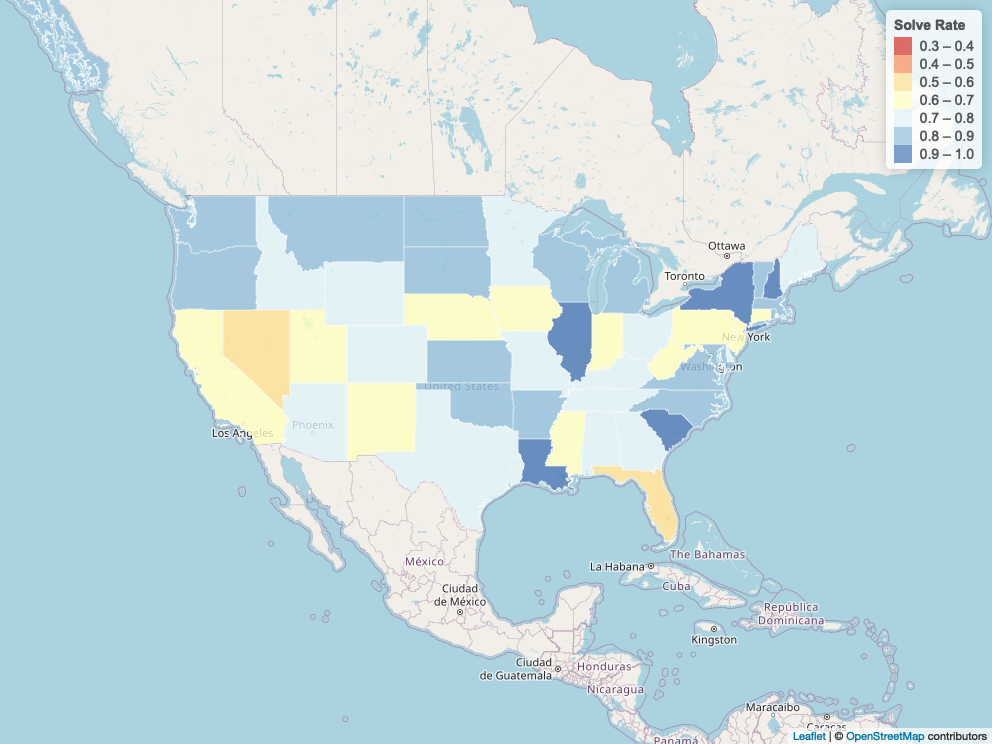 Solve Rate
0.3 – 0.4
0.4 – 0.5
0.5 – 0.6
0.6 – 0.7
0.7 – 0.8
0.8 – 0.9
0.9 – 1.0
Ottawa
Toronto
New York
Washington
United States
Los Angeles
Phoenix
México
Ciudad
de México
La Habana
The Bahamas
Cuba
República
Dominicana
Kingston
Ciudad
de Guatemala
Honduras
Nicaragua
Maracaibo
Caracas
Panamá
Leaflet | © OpenStreetMap contributors